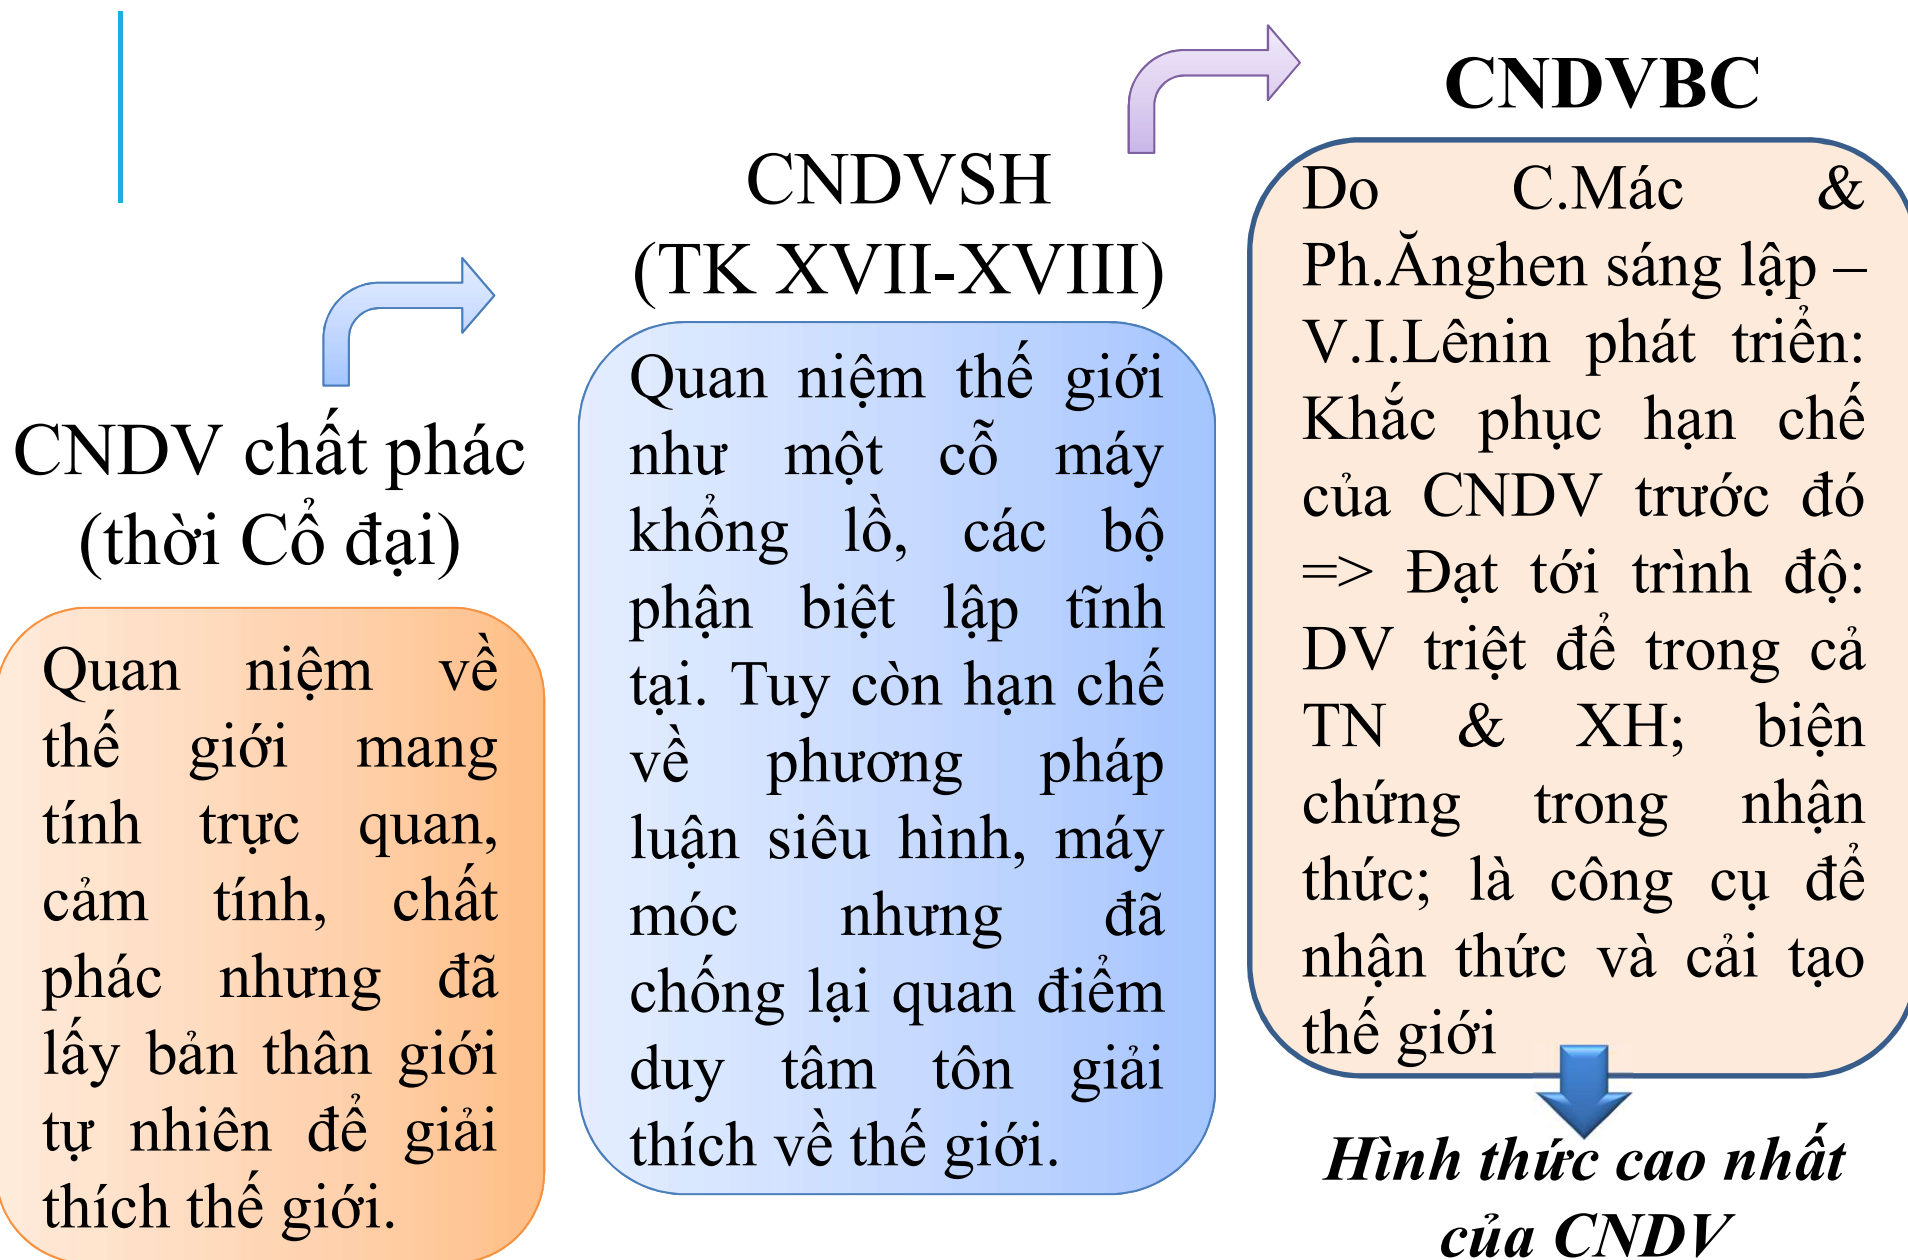 CNDV chất phác
(thời Cổ đại)
Quan niệm về
thế giới mang
tính trực quan,
cảm tính, chất
phác nhưng đã
lấy bản thân giới
tự nhiên để giải
thích thế giới.
CNDVSH
(TK XVII-XVIII)
Quan niệm thế giới
như một cỗ máy
khổng lồ, các bộ
phận biệt lập tĩnh
tại. Tuy còn hạn chế
về phương pháp
luận siêu hình, máy
móc nhưng đã
chống lại quan điểm
duy tâm tôn giải
thích về thế giới.
CNDVBC
Do C.Mác &
Ph.Ănghen sáng lập –
V.I.Lênin phát triển:
Khắc phục hạn chế
của CNDV trước đó
=> Đạt tới trình độ:
DV triệt để trong cả
TN & XH; biện
chứng trong nhận
thức; là công cụ để
nhận thức và cải tạo
thế giới
Hình thức cao nhất
của CNDV